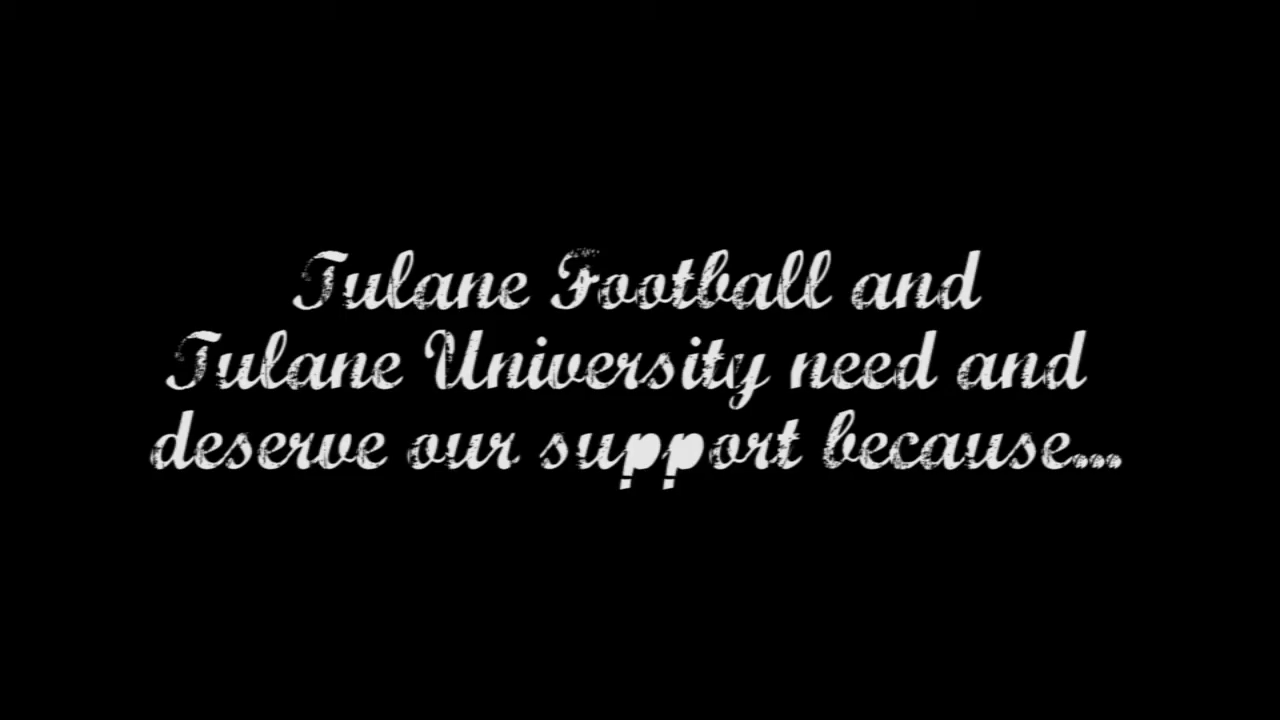 Tulane Football and
Tulane University need and
deserve our support because...